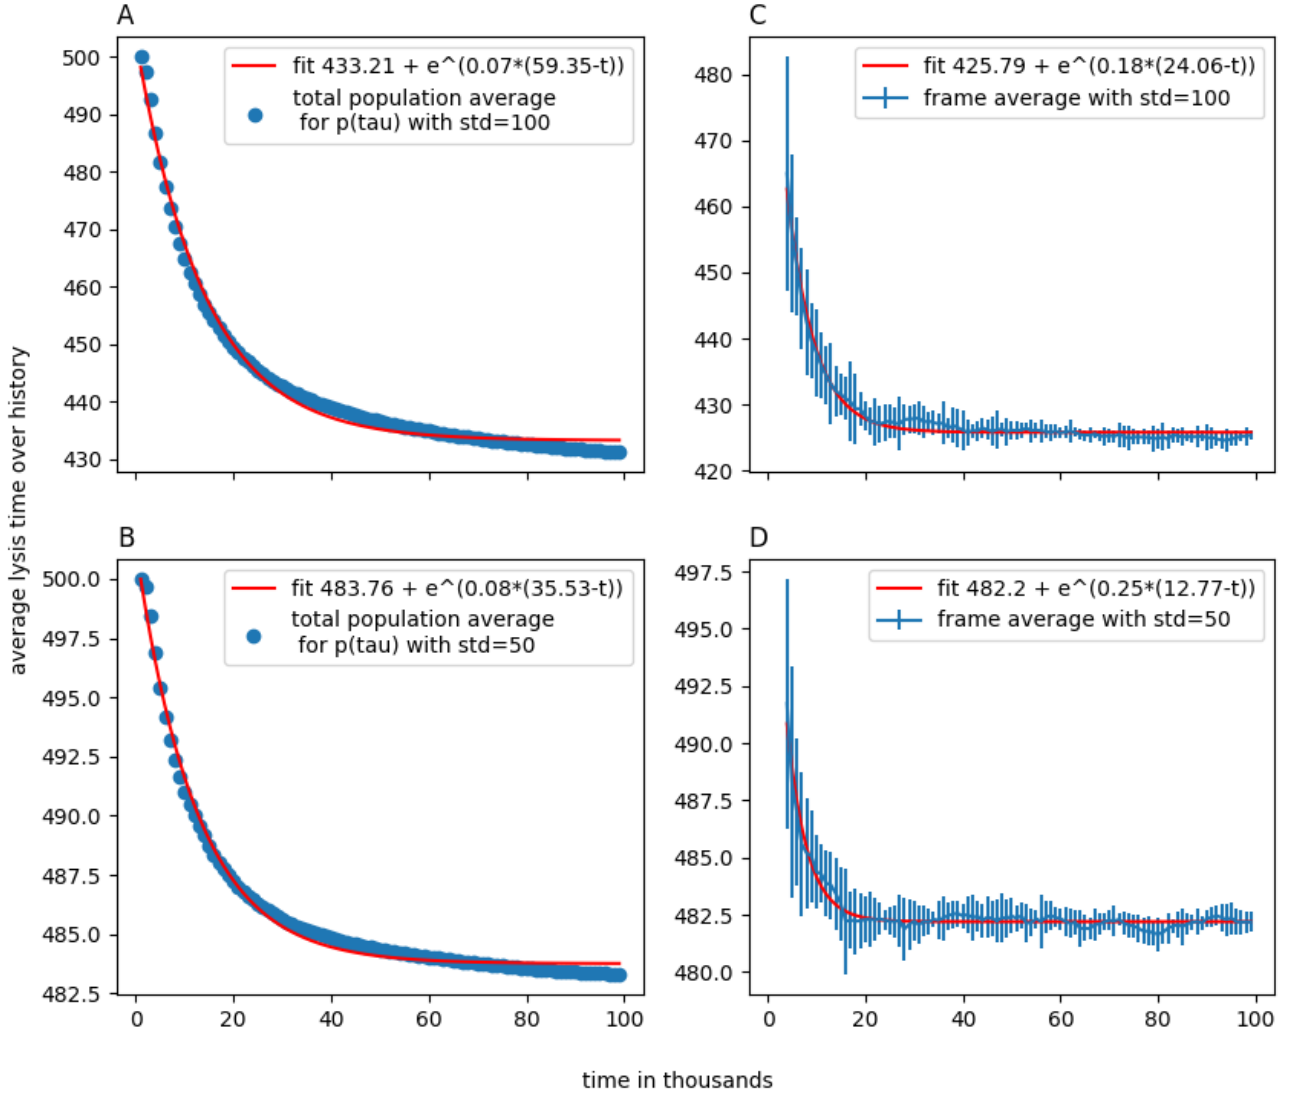 A
500
490
480
470
460
450
440
430
fit 433.21 + e^(0.07*(59.35-t))
total population average
for p(tau) with std=100
C
480
470
460
450
440
430
420
fit 425.79 + e^(0.18*(24.06-t))
frame average with std=100
average lysis time over history
B
500.0
497.5
495.0
492.5
490.0
487.5
485.0
482.5
0
20
40
60
80
100
fit 483.76 + e^(0.08*(35.53-t))
total population average
for p(tau) with std=50
D
497.5
495.0
492.5
490.0
487.5
485.0
482.5
480.0
0
20
40
60
80
100
fit 482.2 + e^(0.25*(12.77-t))
frame average with std=50
time in thousands